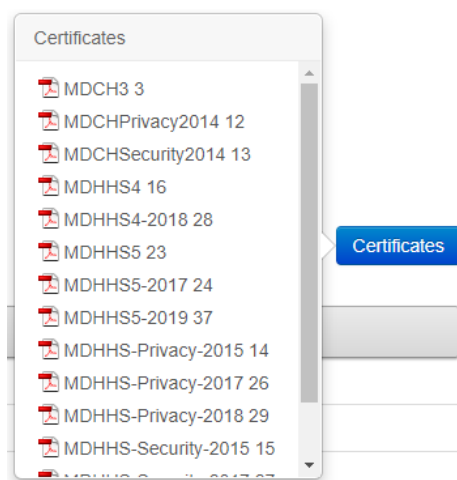 Certificates
MDCH3 3
MDCHPrivacy2014 12
MDCHSecurity2014 13
MDHHS4 16
MDHHS4-2018 28
Certificates
MDHHS5 23
MDHHS5-2017 24
MDHHS5-2019 37
MDHHS-Privacy-2015 14
MDHHS-Privacy-2017 26
MDHHS-Privacy-2018 29
MDHHS-Security-2015 15